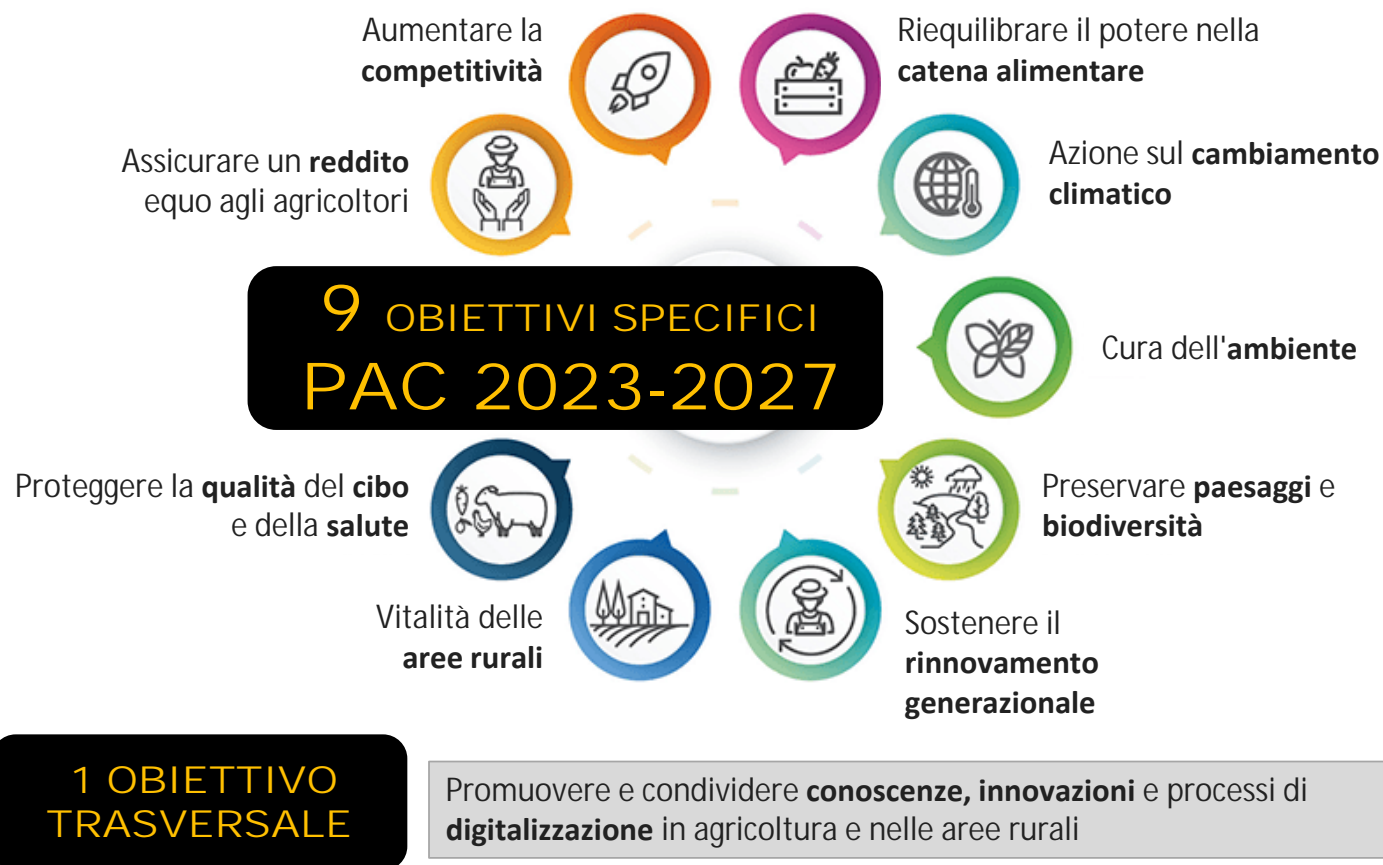 Aumentare la
competitività
Riequilibrare il potere nella
catena alimentare
Assicurare un reddito
equo agli agricoltori
Azione sul cambiamento
climatico
9 OBIETTIVI SPECIFICI
PAC 2023-2027
Cura dell'ambiente
Proteggere la qualità del cibo
e della salute
Preservare paesaggi e
biodiversità
Vitalità delle
aree rurali
Sostenere il
rinnovamento
generazionale
1 OBIETTIVO
TRASVERSALE
Promuovere e condividere conoscenze, innovazioni e processi di
digitalizzazione in agricoltura e nelle aree rurali